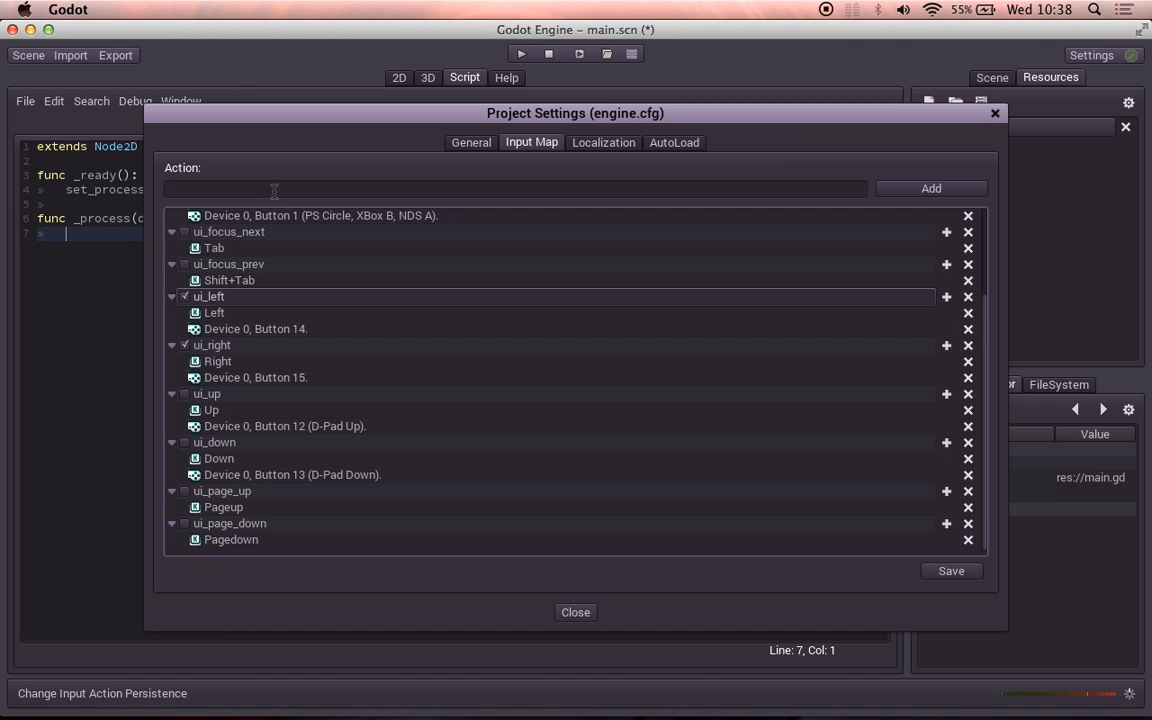 Godot 55% Wed 10:38
Godot Engine – main.scn (*)
Scene Import Export Settings
2D 3D Script Help Scene Resources
File Edit Search Debug Window
Project Settings (engine.cfg)
General Input Map Localization AutoLoad
Action:
Add
1 extends Node2D
2
3 func _ready():
4 » set_process
5 »
6 func _process(
7 »
Device 0, Button 1 (PS Circle, XBox B, NDS A).
ui_focus_next
Tab
ui_focus_prev
Shift+Tab
ui_left
Left
Device 0, Button 14.
ui_right
Right
Device 0, Button 15.
ui_up
Up
Device 0, Button 12 (D-Pad Up).
ui_down
Down
Device 0, Button 13 (D-Pad Down).
ui_page_up
Pageup
ui_page_down
Pagedown
Save
Close
or FileSystem
Value
res://main.gd
Line: 7, Col: 1
Change Input Action Persistence